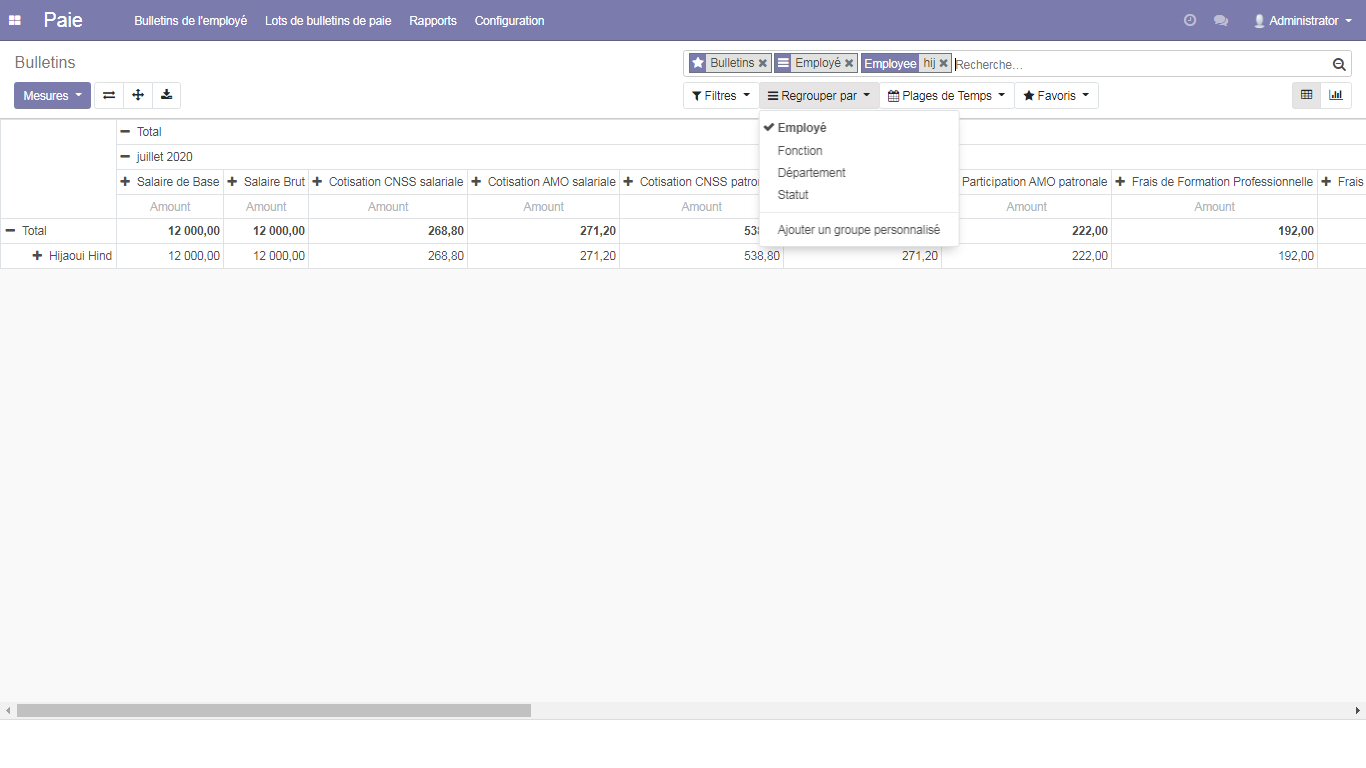 Paie Bulletins de l'employé Lots de bulletins de paie Rapports Configuration Administrator
Bulletins
Bulletins Employé Employee hij Recherche...
Mesures Filtres Regrouper par Plages de Temps Favoris
Employé
Fonction
Département
Statut
Ajouter un groupe personnalisé
Total
juillet 2020
Salaire de Base Salaire Brut Cotisation CNSS salariale Cotisation AMO salariale Cotisation CNSS patron Participation AMO patronale Frais de Formation Professionnelle Frais
Amount Amount Amount Amount Amount Amount Amount
Total 12 000,00 12 000,00 268,80 271,20 538 222,00 192,00
Hijaoui Hind 12 000,00 12 000,00 268,80 271,20 538,80 271,20 222,00 192,00